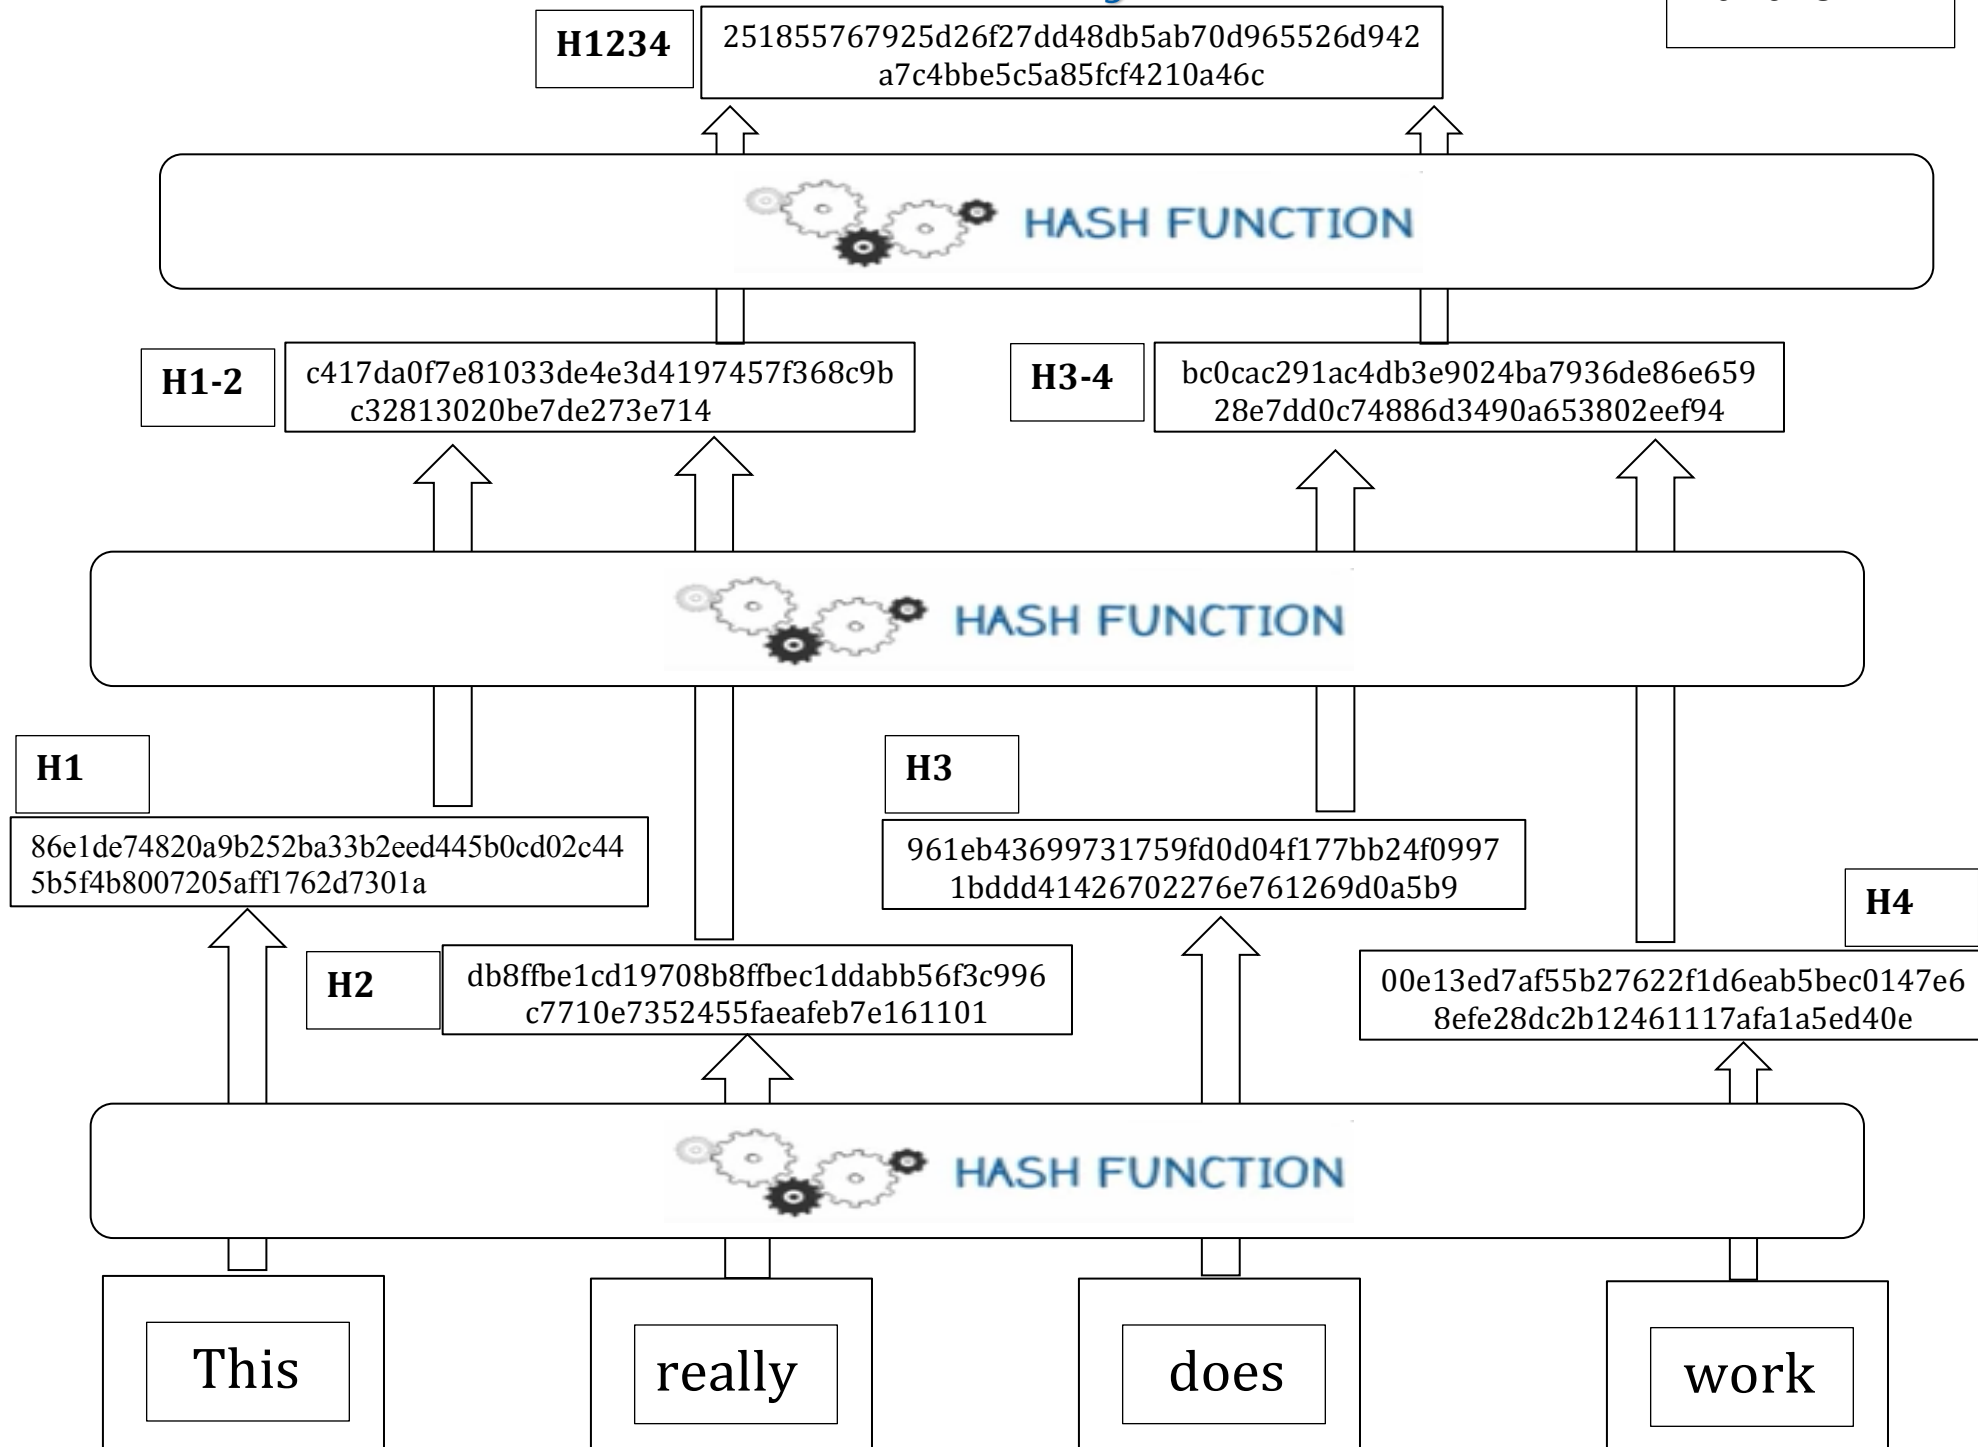 H1234
251855767925d26f27dd48db5ab70d965526d942
a7c4bbe5c5a85fcf4210a46c
HASH FUNCTION
H1-2
c417da0f7e81033de4e3d4197457f368c9b
c32813020be7de273e714
H3-4
bc0cac291ac4db3e9024ba7936de86e659
28e7dd0c74886d3490a653802eef94
HASH FUNCTION
H1
86e1de74820a9b252ba33b2eed445b0cd02c44
5b5f4b8007205aff1762d7301a
H3
961eb43699731759fd0d04f177bb24f0997
1bddd41426702276e761269d0a5b9
H2
db8ffbe1cd19708b8ffbec1ddabb56f3c996
c7710e7352455faeafeb7e161101
H4
00e13ed7af55b27622f1d6eab5bec0147e6
8efe28dc2b12461117afa1a5ed40e
HASH FUNCTION
This
really
does
work